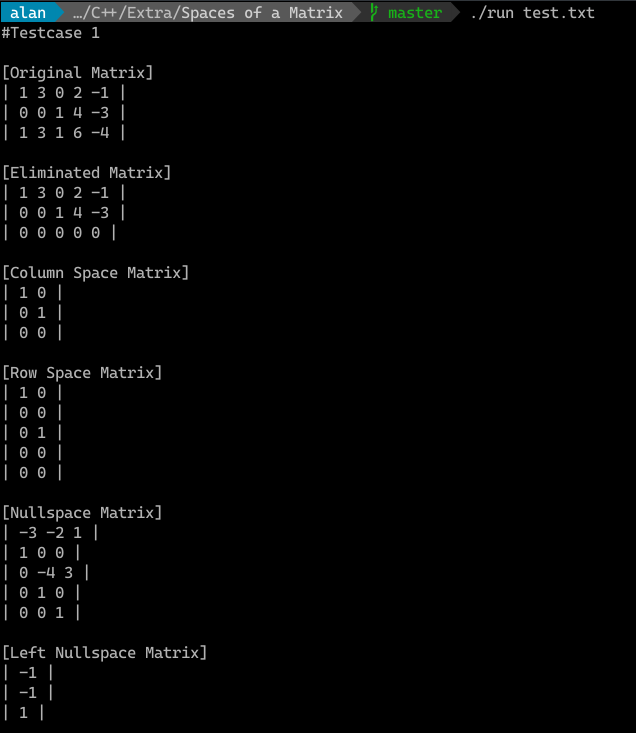 alan …/C++/Extra/Spaces of a Matrix master ./run test.txt
#Testcase 1
[Original Matrix]
| 1 3 0 2 -1 |
| 0 0 1 4 -3 |
| 1 3 1 6 -4 |
[Eliminated Matrix]
| 1 3 0 2 -1 |
| 0 0 1 4 -3 |
| 0 0 0 0 0 |
[Column Space Matrix]
| 1 0 |
| 0 1 |
| 0 0 |
[Row Space Matrix]
| 1 0 |
| 0 0 |
| 0 1 |
| 0 0 |
| 0 0 |
[Nullspace Matrix]
| -3 -2 1 |
| 1 0 0 |
| 0 -4 3 |
| 0 1 0 |
| 0 0 1 |
[Left Nullspace Matrix]
| -1 |
| -1 |
| 1 |